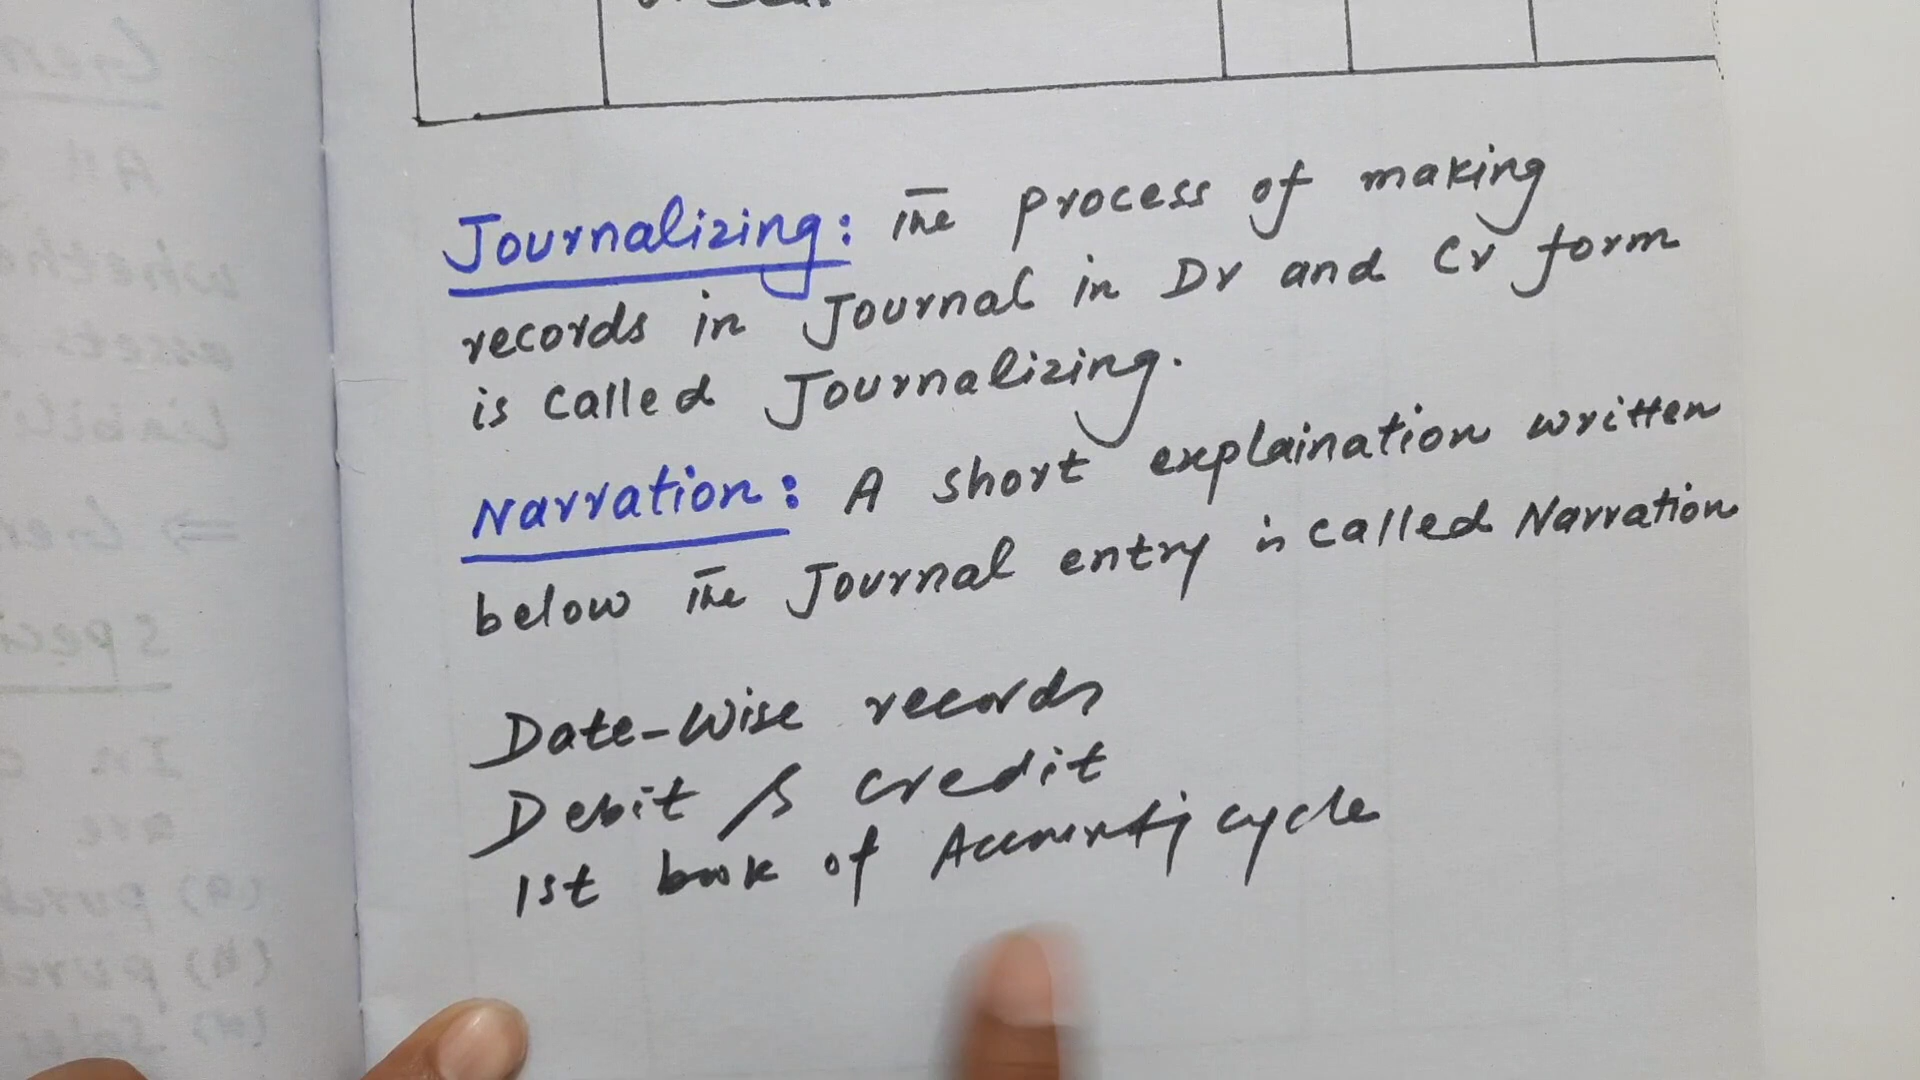 Journalizing: The process of making
records in Journal in Dr and Cr form
is called Journalizing.
Narration: A short explaination written
below the Journal entry is called Narration
Date-Wise records
Debit & credit
1st book of Accounting cycle